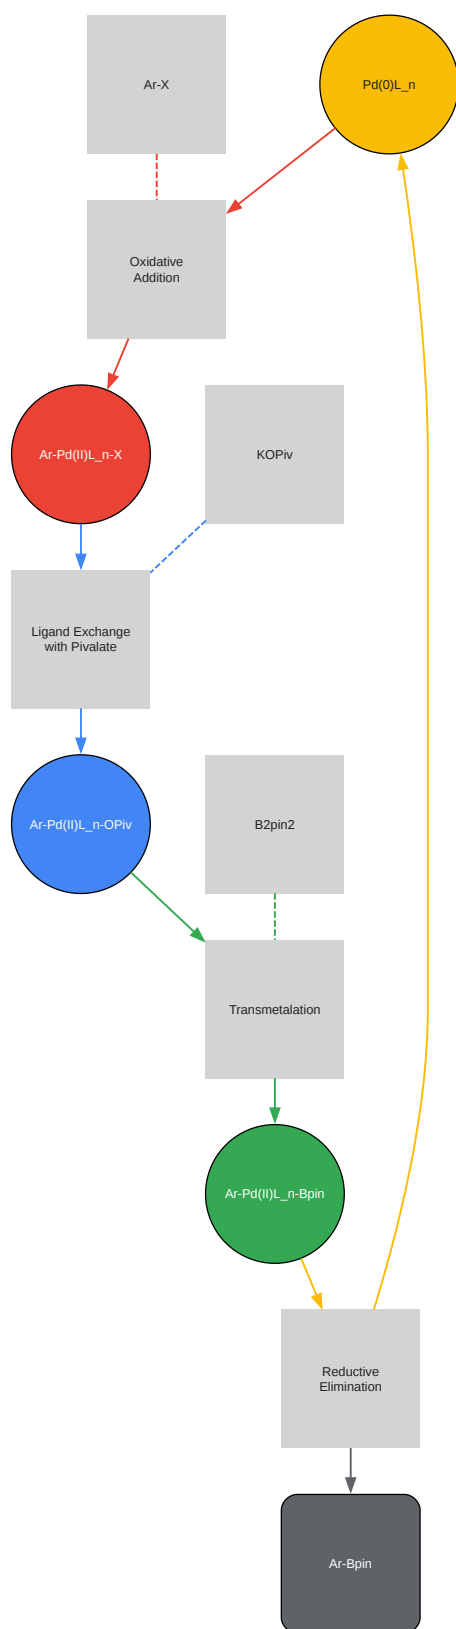 Ar-X
Pd(0)L_n
Oxidative
Addition
Ar-Pd(II)L_n-X
KOPiv
Ligand Exchange
with Pivalate
Ar-Pd(II)L_n-OPiv
B2pin2
Transmetalation
Ar-Pd(II)L_n-Bpin
Reductive
Elimination
Ar-Bpin